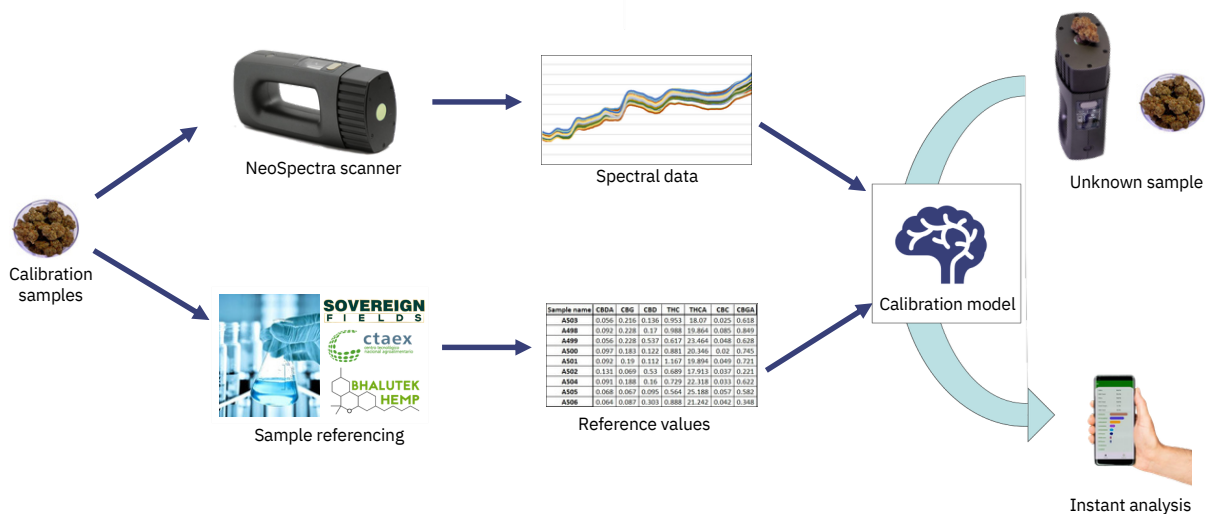 NeoSpectra scanner
Spectral data
Unknown sample
Calibration
samples
Calibration model
SOVEREIGN
FIELDS
ctaex
centro tecnológico
nacional agroalimentario
BHALUTEK
HEMP
O
Sample referencing
Sample name CBDA CBG CBD THC THCA CBC CBGA
A503 0.056 0.216 0.136 0.953 18.07 0.025 0.618
A498 0.092 0.228 0.17 0.988 19.864 0.085 0.849
A499 0.056 0.228 0.537 0.617 23.464 0.048 0.628
A500 0.097 0.183 0.122 0.881 20.346 0.02 0.745
A501 0.092 0.19 0.112 1.167 19.894 0.049 0.721
A502 0.131 0.069 0.53 0.689 17.913 0.037 0.221
A504 0.091 0.188 0.16 0.729 22.318 0.033 0.622
A505 0.068 0.067 0.095 0.564 25.188 0.057 0.582
A506 0.064 0.087 0.303 0.888 21.242 0.042 0.348
Reference values
Instant analysis